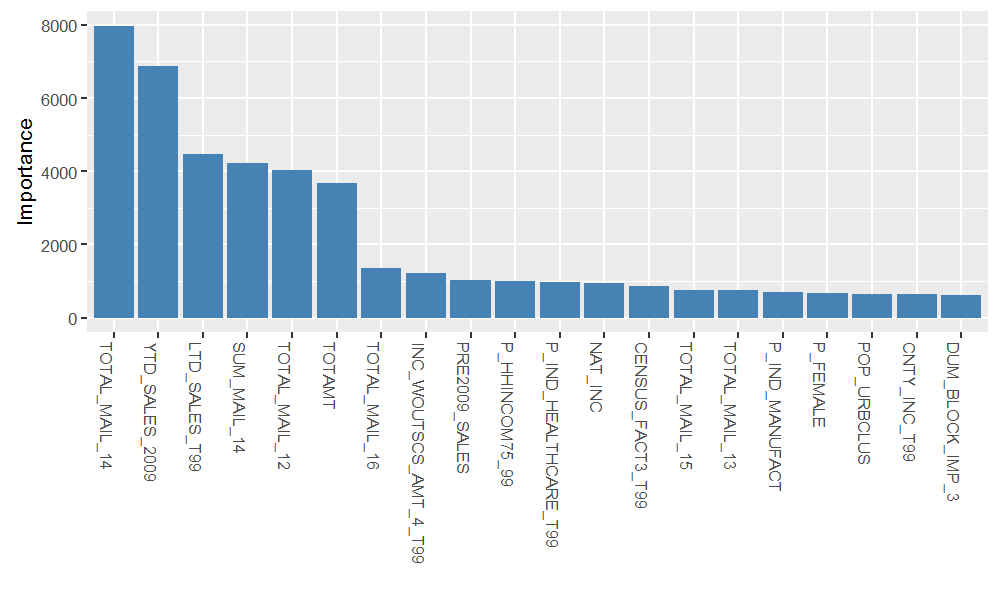 Importance
8000
6000
4000
2000
0
TOTAL_MAIL_14
YTD_SALES_2009
LTD_SALES_T99
SUM_MAIL_14
TOTAL_MAIL_12
TOTAMT
TOTAL_MAIL_16
INC_WOUTSCS_AMT_4_T99
PRE2009_SALES
P_HHINCOM75_99
P_IND_HEALTHCARE_T99
NAT_INC
CENSUS_FACT3_T99
TOTAL_MAIL_15
TOTAL_MAIL_13
P_IND_MANUFACT
P_FEMALE
POP_URBCLUS
CNTY_INC_T99
DUM_BLOCK_IMP_3